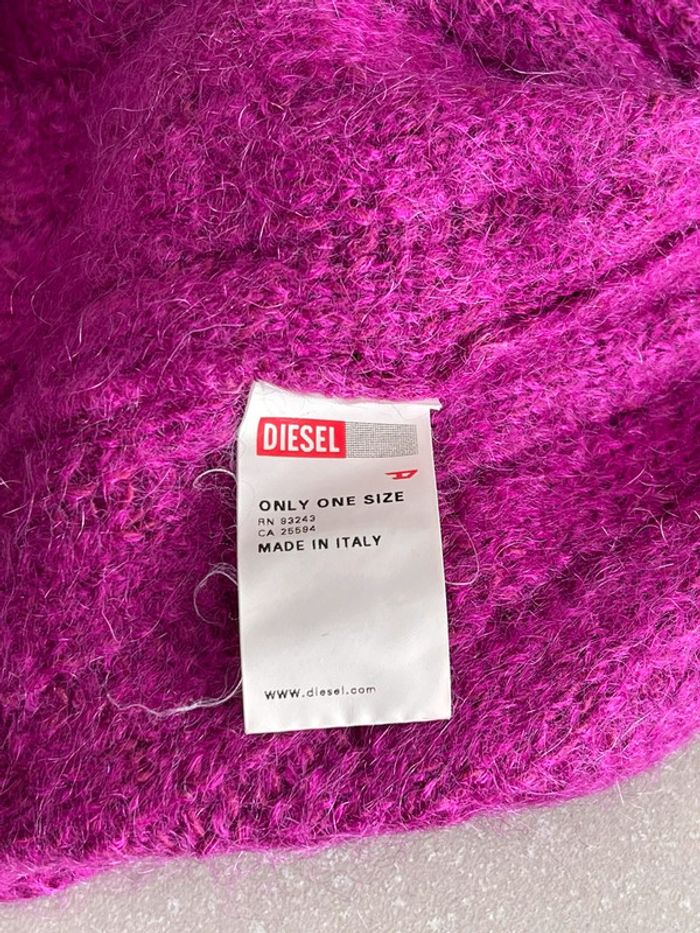 DIESEL
ONLY ONE SIZE
RN 93243
CA 25594
MADE IN ITALY
www.diesel.com